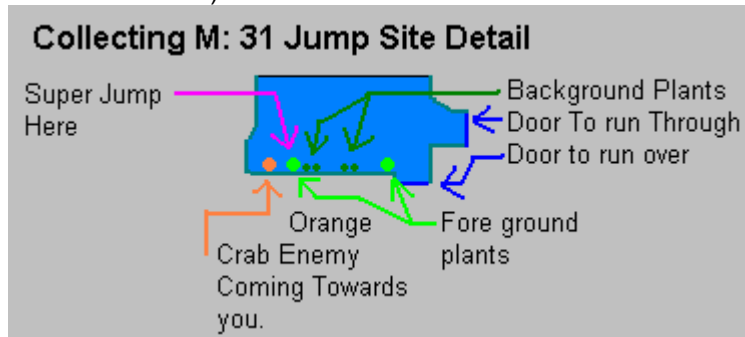 )
Collecting M: 31 Jump Site Detail
Super Jump
Here
Background Plants
Door To run Through
Door to run over
Orange
Crab Enemy
Coming Towards
you.
Fore ground
plants